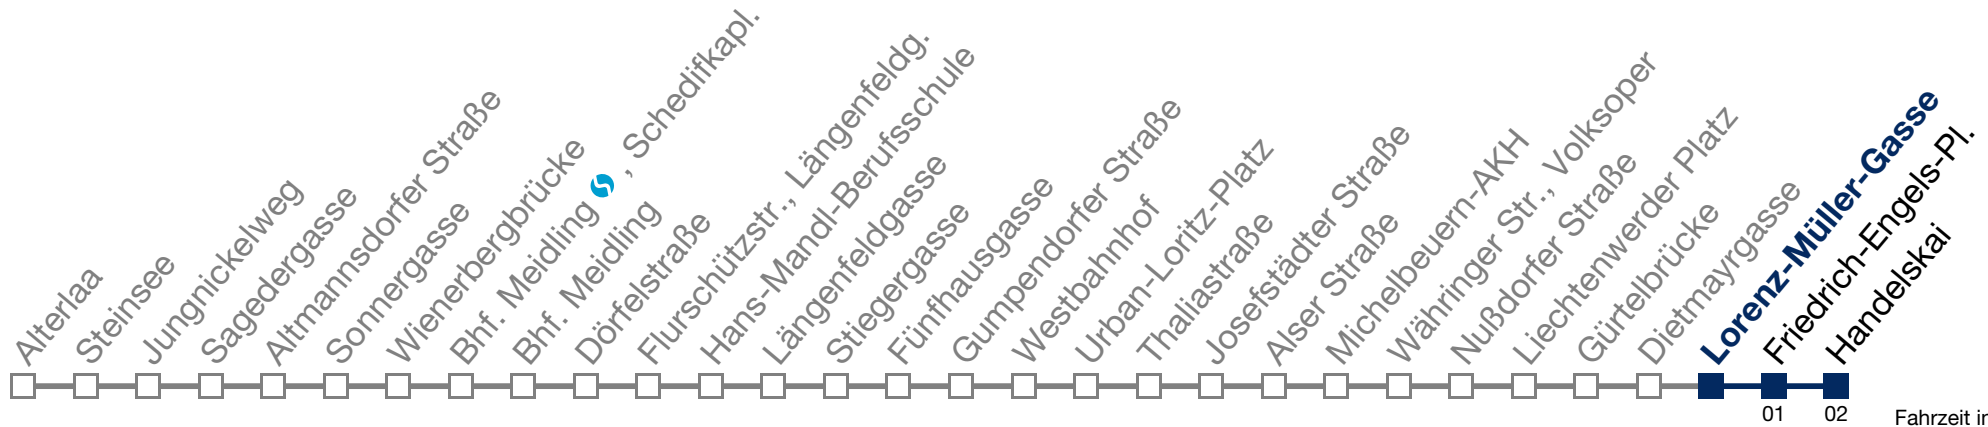 Alterlaa
Steinsee
Jungnickelweg
Sagedergasse
Altmannsdorfer Straße
Sonnergasse
Wienerbergbrücke
Bhf. Meidling , Schedifkapl.
Bhf. Meidling
Dörfelstraße
Flurschützstr., Längenfeldg.
Hans-Mandl-Berufsschule
Längenfeldgasse
Stiegergasse
Fünfhausgasse
Gumpendorfer Straße
Westbahnhof
Urban-Loritz-Platz
Thaliastraße
Josefstädter Straße
Alser Straße
Michelbeuern-AKH
Währinger Str., Volksoper
Nußdorfer Straße
Liechtenwerder Platz
Gürtelbrücke
Dietmayrgasse
Lorenz-Müller-Gasse
Friedrich-Engels-Pl.
Handelskai
01
02
Fahrzeit